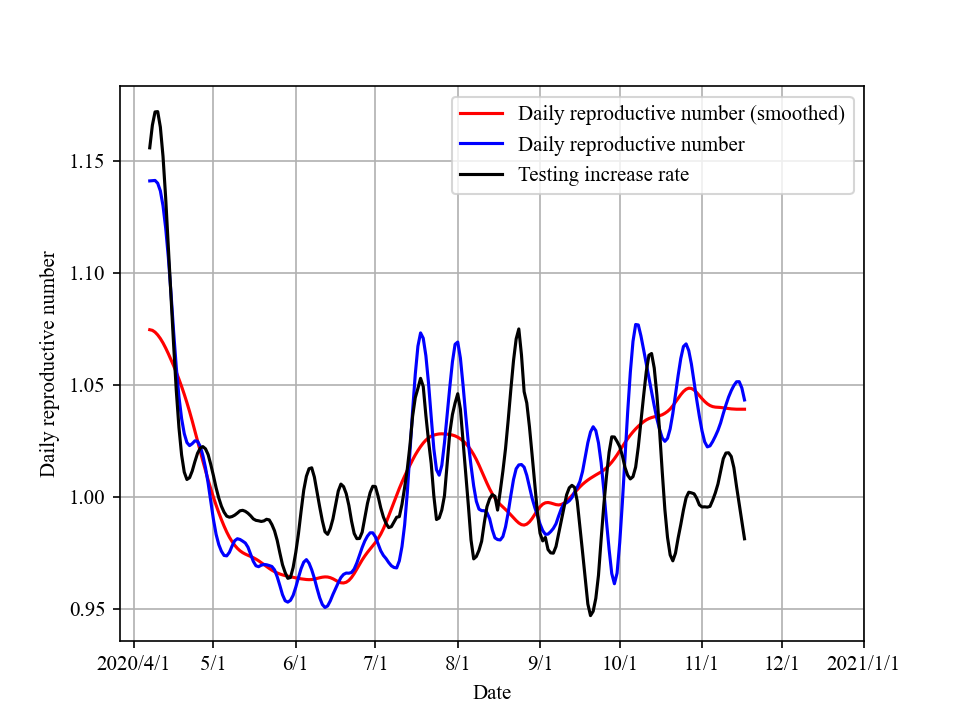 Daily reproductive number (smoothed)
Daily reproductive number
Testing increase rate
Daily reproductive number
1.15
1.10
1.05
1.00
0.95
2020/4/1 5/1 6/1 7/1 8/1 9/1 10/1 11/1 12/1 2021/1/1
Date